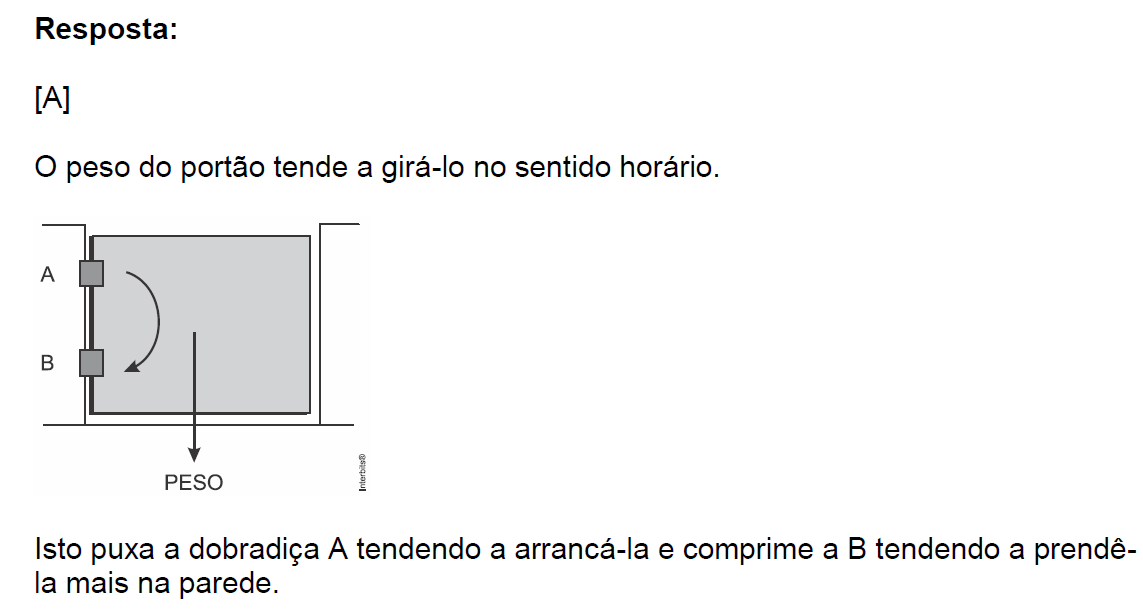 Resposta:
[A]
O peso do portão tende a girá-lo no sentido horário.
A
B
PESO
Interbits®
Isto puxa a dobradiça A tendendo a arrancá-la e comprime a B tendendo a prendê-
la mais na parede.